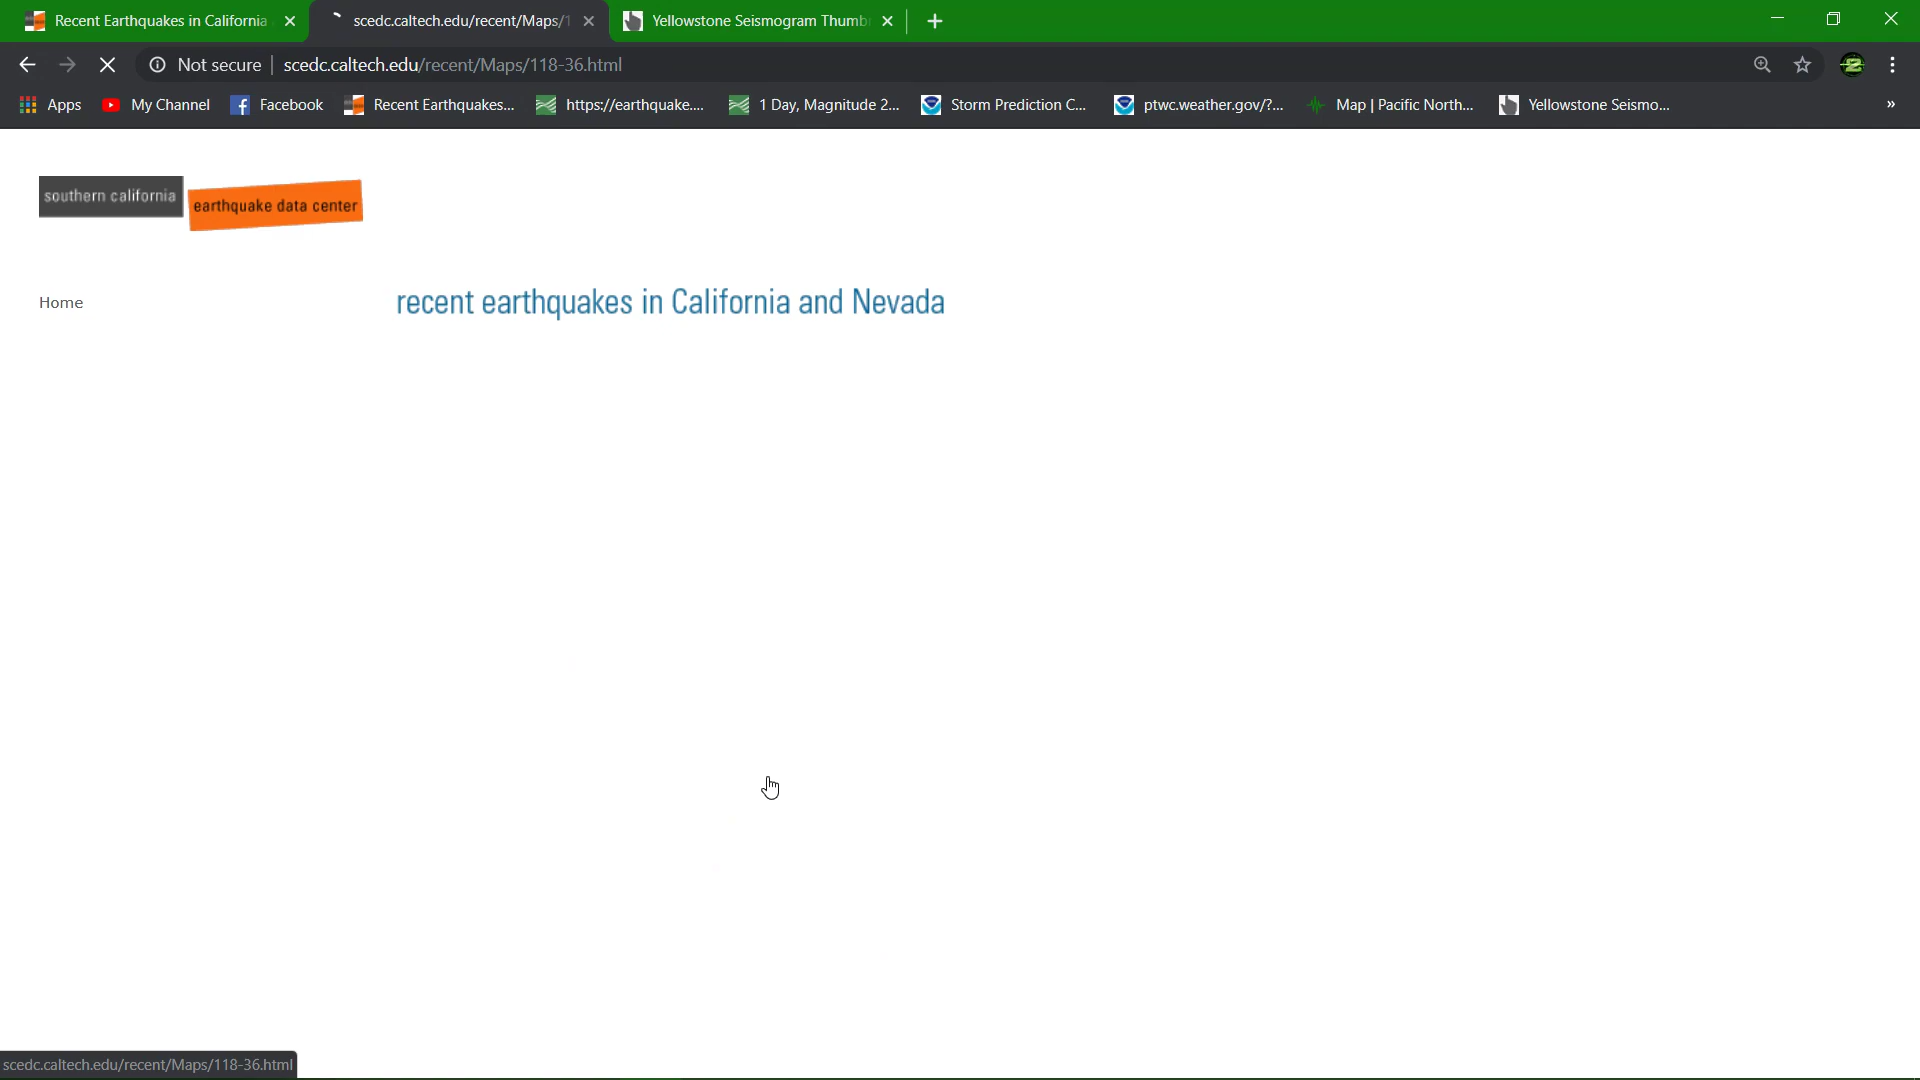 Recent Earthquakes in California
scedc.caltech.edu/recent/Maps/1
Yellowstone Seismogram Thumb
Not secure
scedc.caltech.edu/recent/Maps/118-36.html
Apps
My Channel
Facebook
Recent Earthquakes...
https://earthquake....
1 Day, Magnitude 2...
Storm Prediction C...
ptwc.weather.gov/?...
Map | Pacific North...
Yellowstone Seismo...
»
southern california
earthquake data center
Home
recent earthquakes in California and Nevada
scedc.caltech.edu/recent/Maps/118-36.html